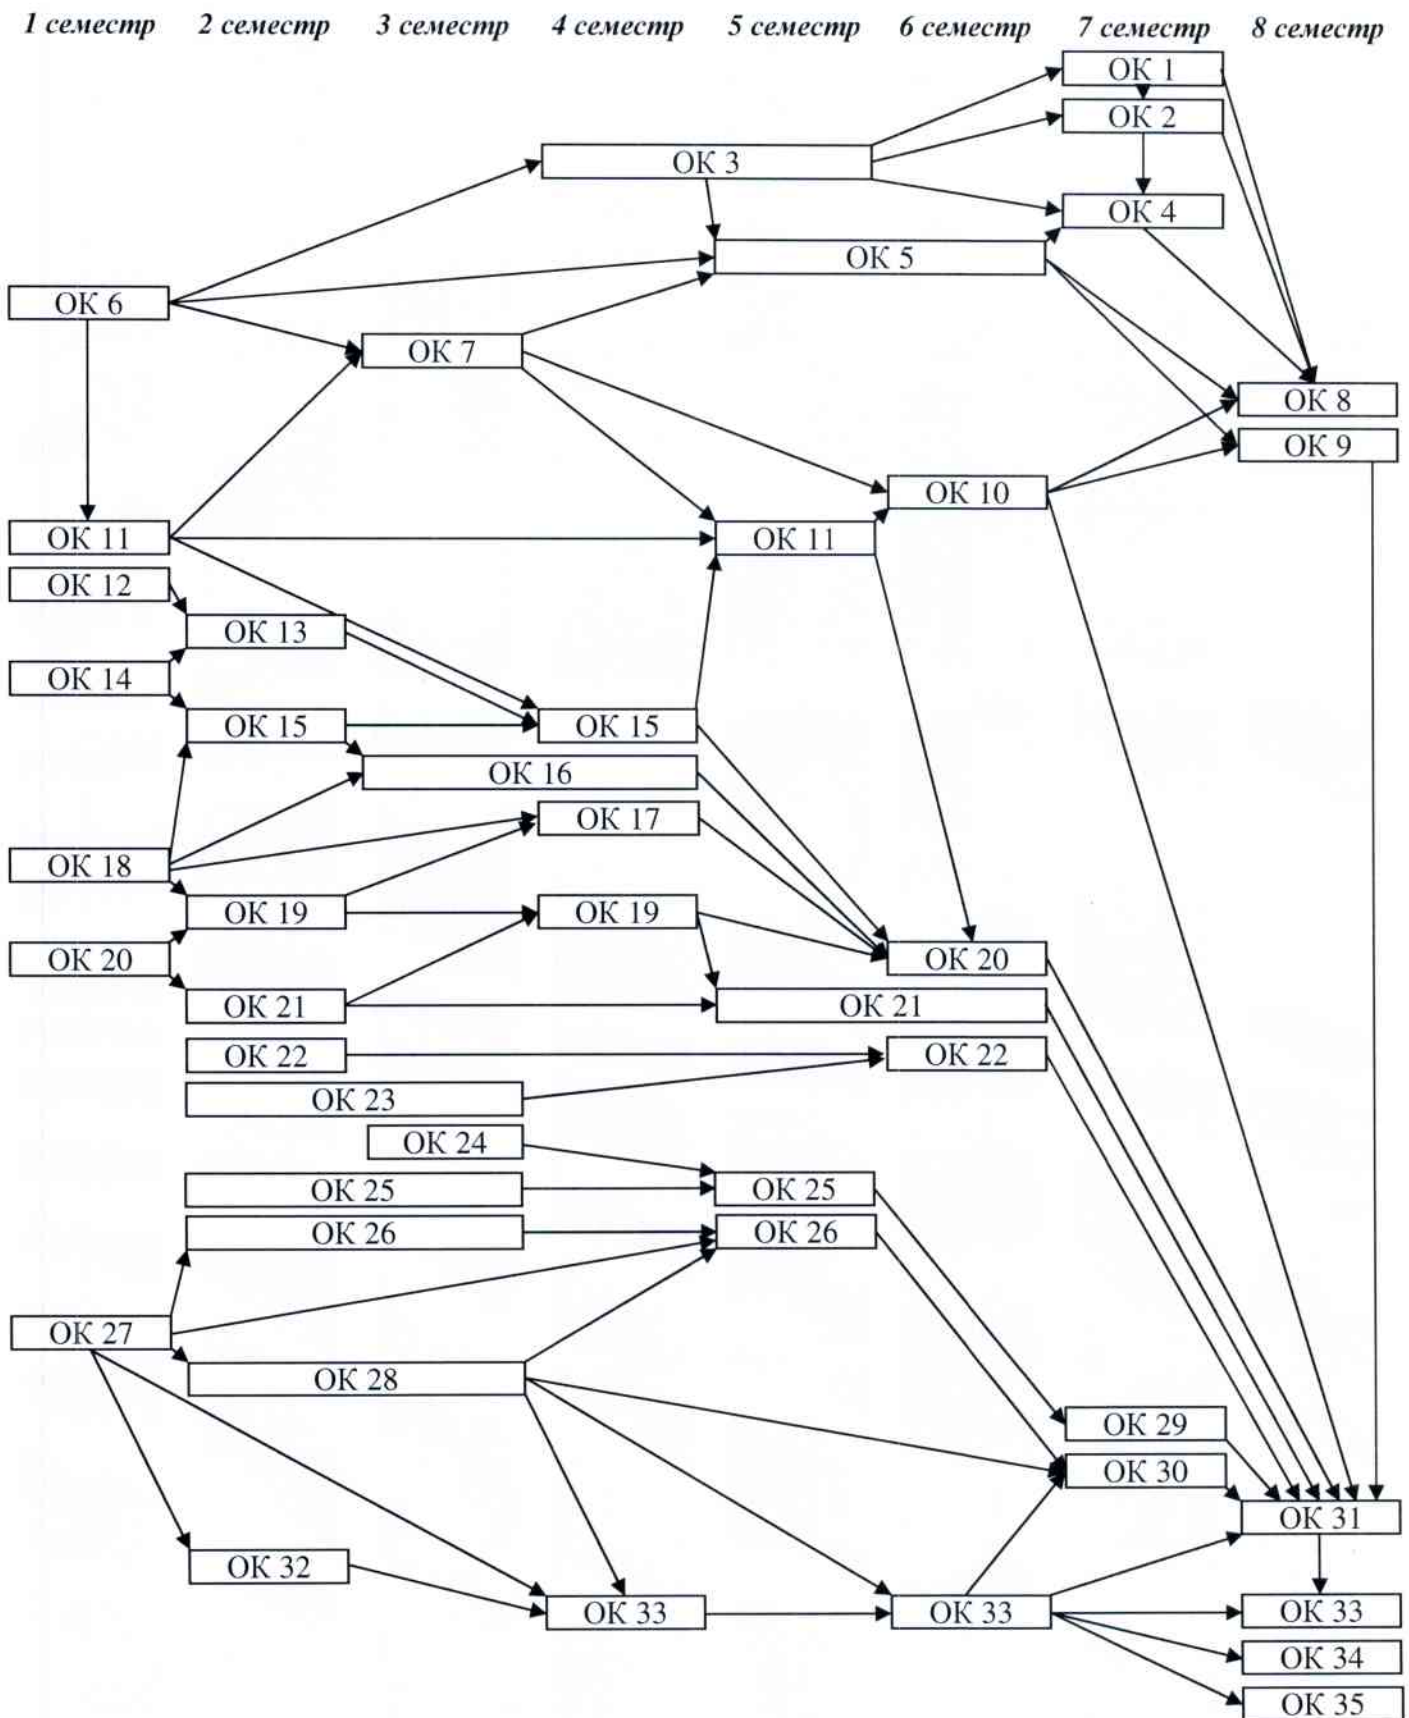 1 семестр 2 семестр 3 семестр 4 семестр 5 семестр 6 семестр 7 семестр 8 семестр
ОК 1
ОК 2
ОК 3
ОК 4
ОК 5
ОК 6
ОК 7
ОК 8
ОК 9
ОК 10
ОК 11 ОК 11
ОК 12
ОК 13
ОК 14
ОК 15 ОК 15
ОК 16
ОК 17
ОК 18
ОК 19 ОК 19
ОК 20 ОК 20
ОК 21 ОК 21
ОК 22 ОК 22
ОК 23
ОК 24
ОК 25 ОК 25
ОК 26 ОК 26
ОК 27
ОК 28
ОК 29
ОК 30
ОК 31
ОК 32
ОК 33 ОК 33 ОК 33
ОК 34
ОК 35